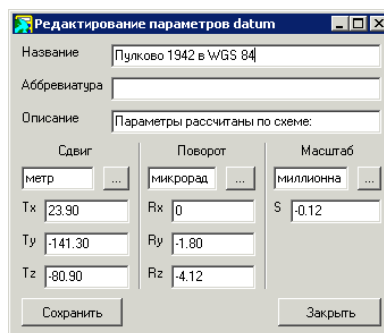 Редактирование параметров datum
Название Пулково 1942 в WGS 84
Аббревиатура
Описание Параметры рассчитаны по схеме:
Сдвиг Поворот Масштаб
метр ... микрорад ... миллионна ...
Tx 23.90 Rx 0 S -0.12
Ty -141.30 Ry -1.80
Tz -80.90 Rz -4.12
Сохранить Закрыть